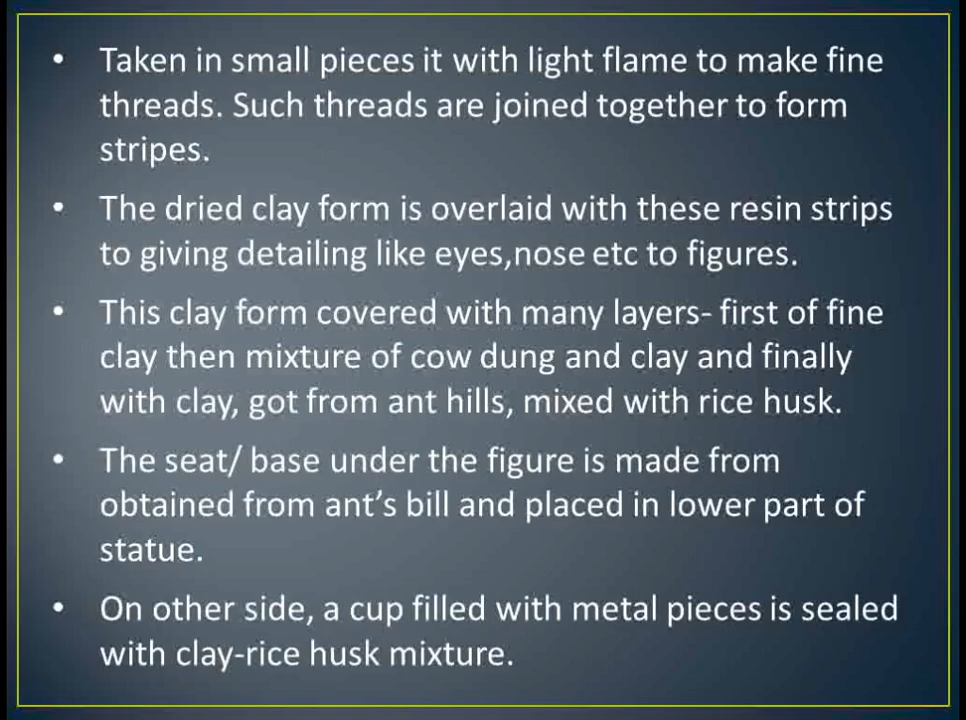 • Taken in small pieces it with light flame to make fine
threads. Such threads are joined together to form
stripes.
• The dried clay form is overlaid with these resin strips
to giving detailing like eyes,nose etc to figures.
• This clay form covered with many layers- first of fine
clay then mixture of cow dung and clay and finally
with clay, got from ant hills, mixed with rice husk.
• The seat/ base under the figure is made from
obtained from ant’s bill and placed in lower part of
statue.
• On other side, a cup filled with metal pieces is sealed
with clay-rice husk mixture.